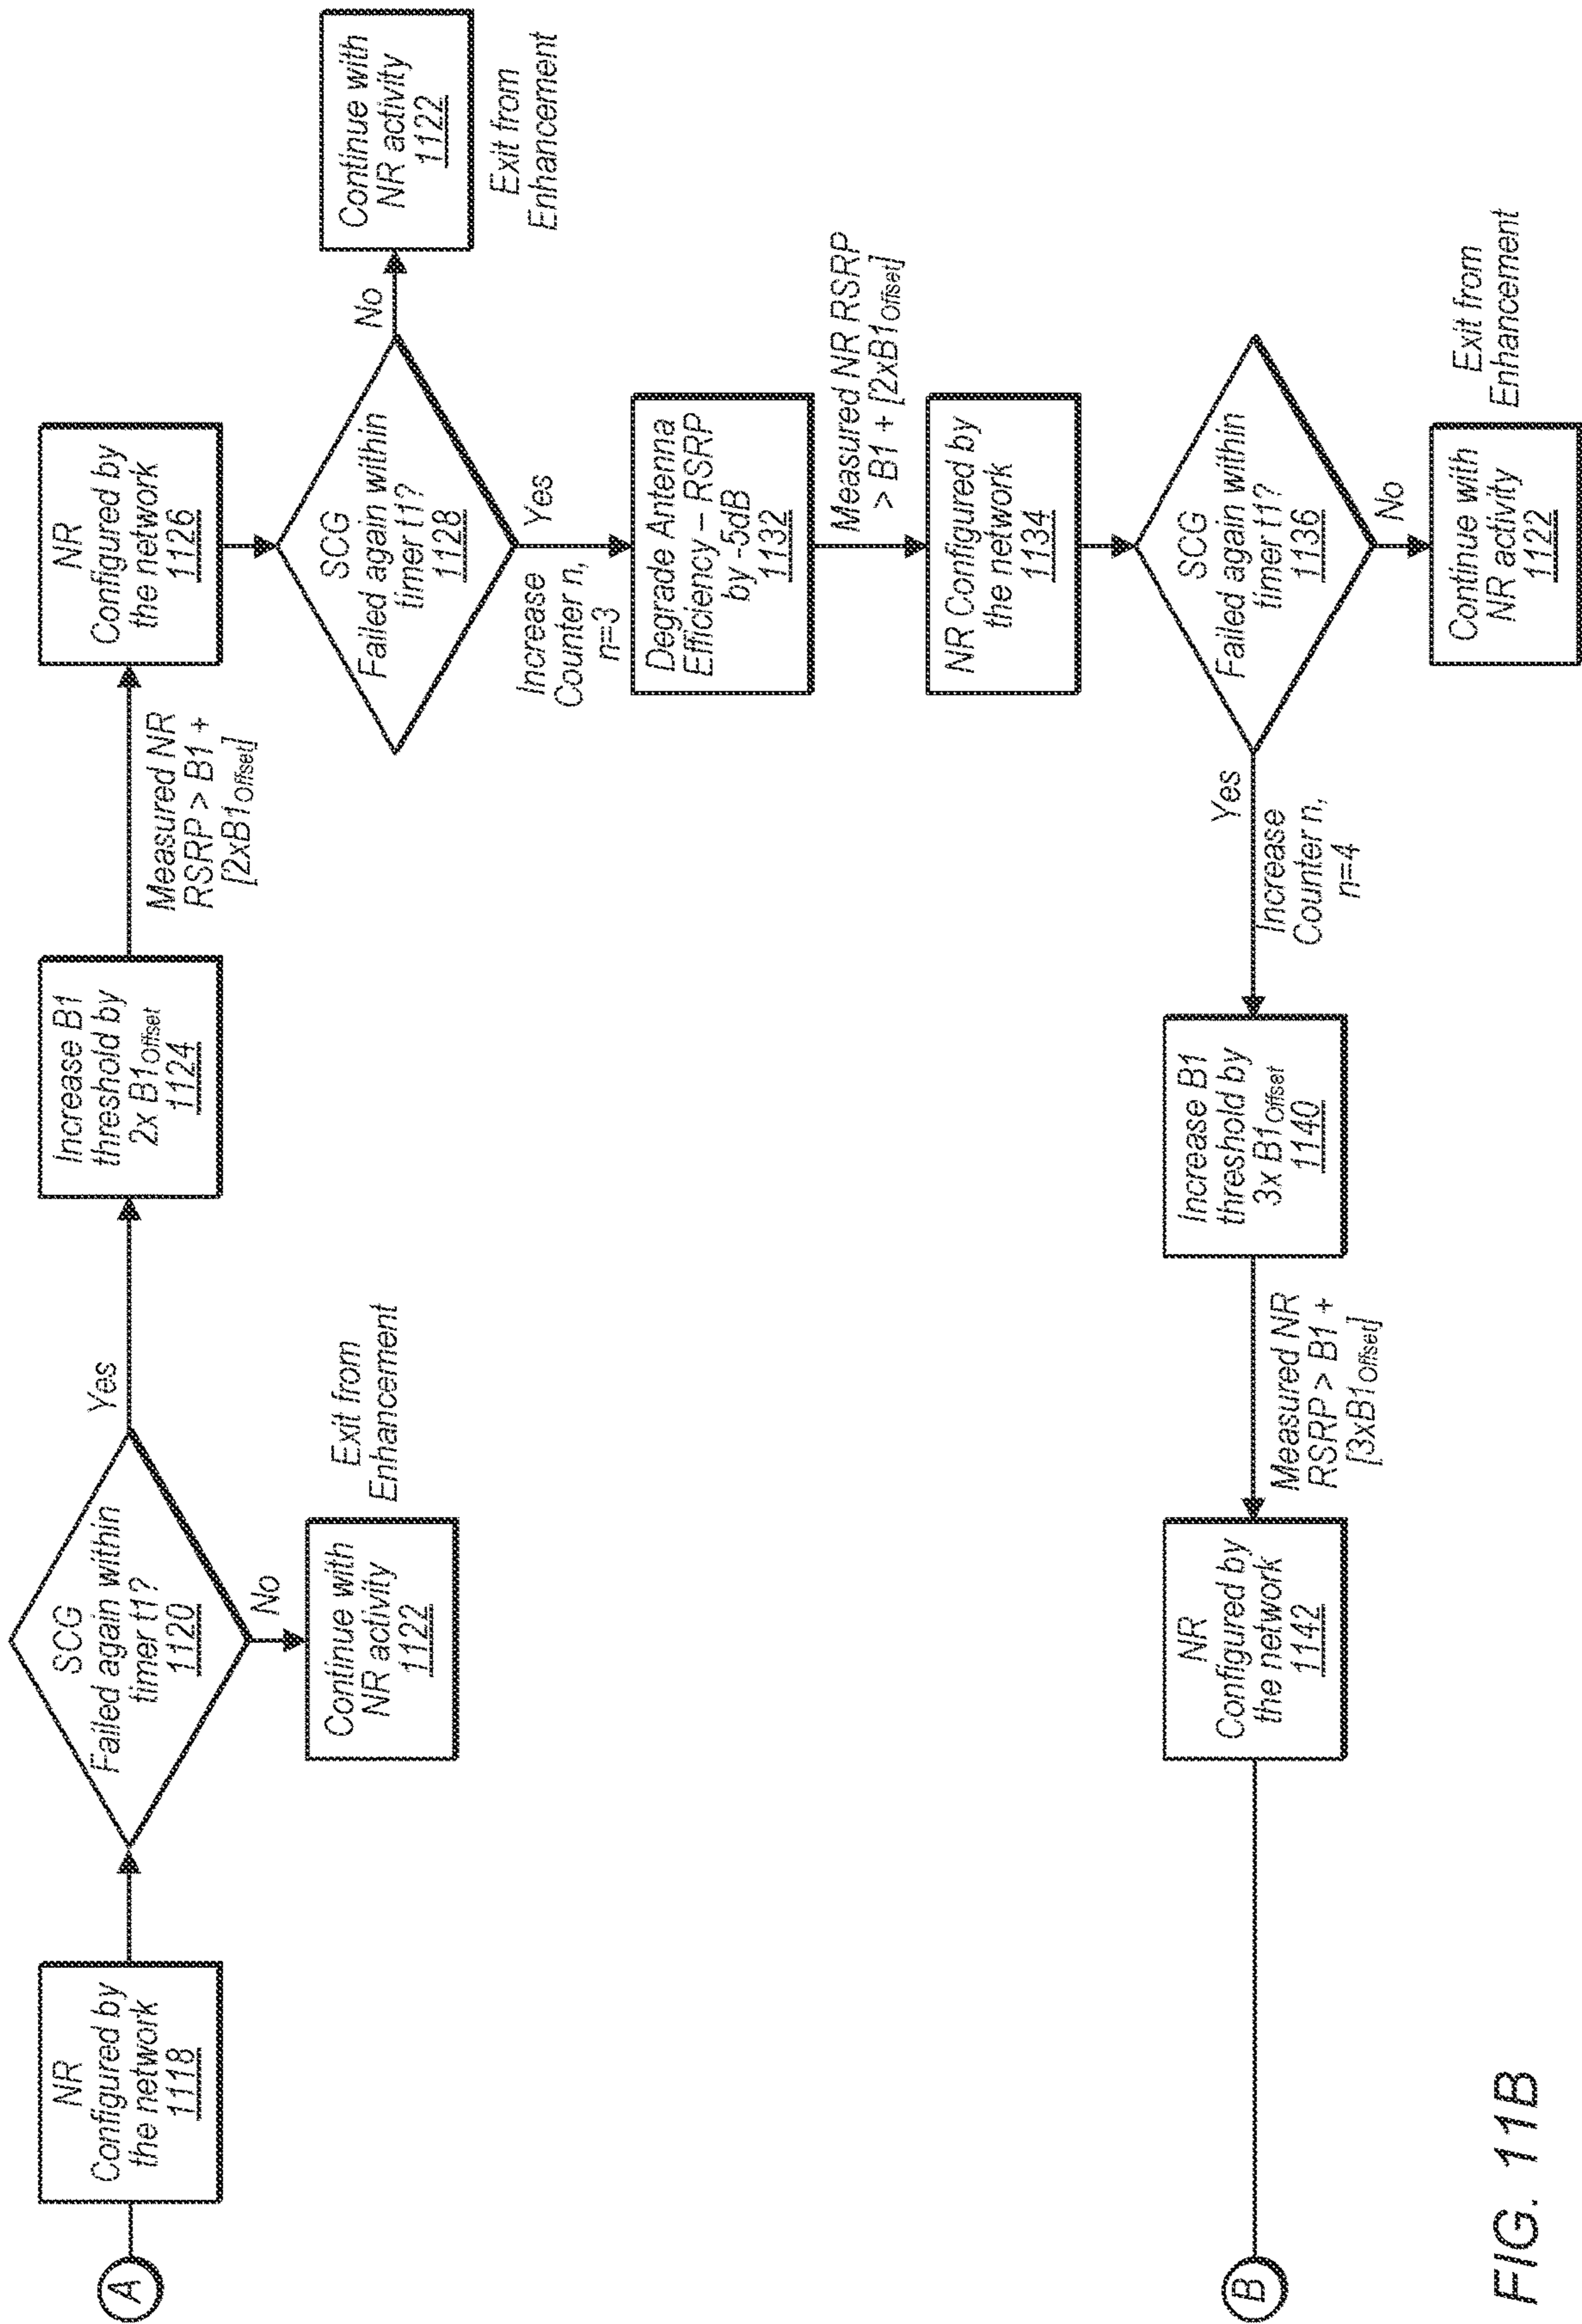 A
NR
Configured by
the network
1118
SCG
Failed again within
timer t1?
1120
Yes
No
Continue with
NR activity
1122
Exit from
Enhancement
Increase B1
threshold by
2x B1Offset
1124
Measured NR
RSRP > B1 +
[2xB1Offset]
NR
Configured by
the network
1126
SCG
Failed again within
timer t1?
1128
No
Continue with
NR activity
1122
Exit from
Enhancement
Yes
Increase
Counter n,
n=3
Degrade Antenna
Efficiency – RSRP
by -5dB
1132
Measured NR RSRP
> B1 + [2xB1Offset]
NR Configured by
the network
1134
SCG
Failed again within
timer t1?
1136
No
Continue with
NR activity
1122
Exit from
Enhancement
Yes
Increase
Counter n,
n=4
Increase B1
threshold by
3x B1Offset
1140
Measured NR
RSRP > B1 +
[3xB1Offset]
NR
Configured by
the network
1142
B
FIG. 11B